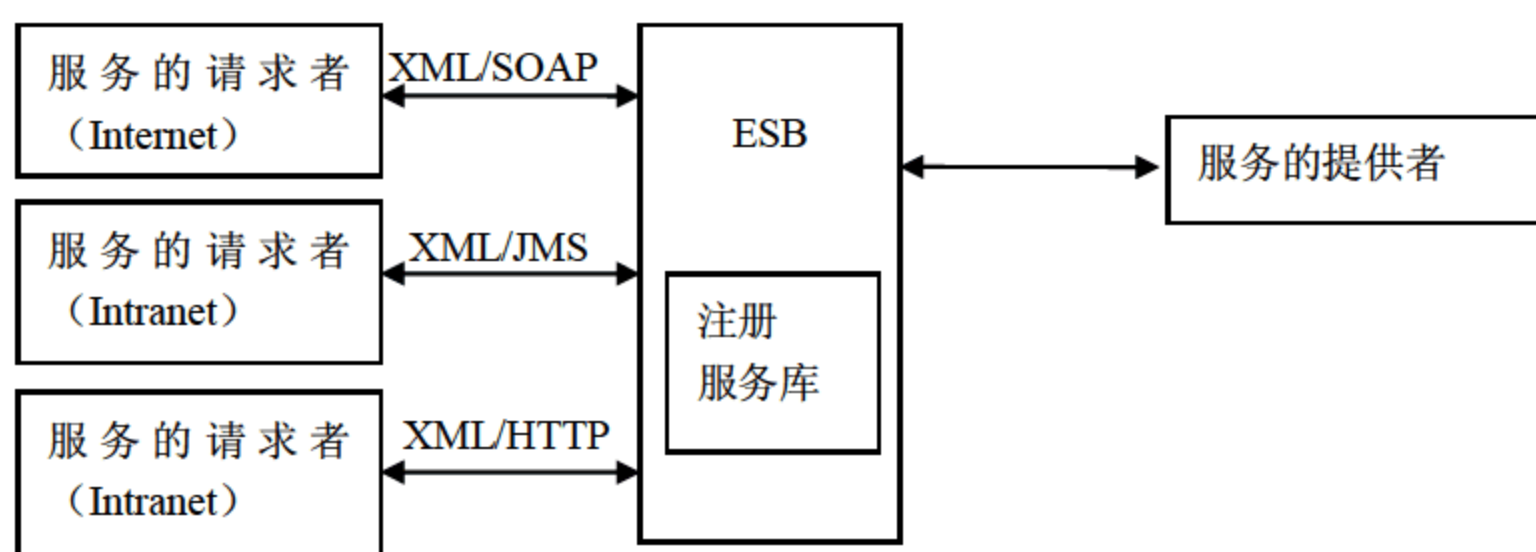 服务的请求者
（Internet）
XML/SOAP
服务的请求者
（Intranet）
XML/JMS
服务的请求者
（Intranet）
XML/HTTP
ESB
注册
服务库
服务的提供者